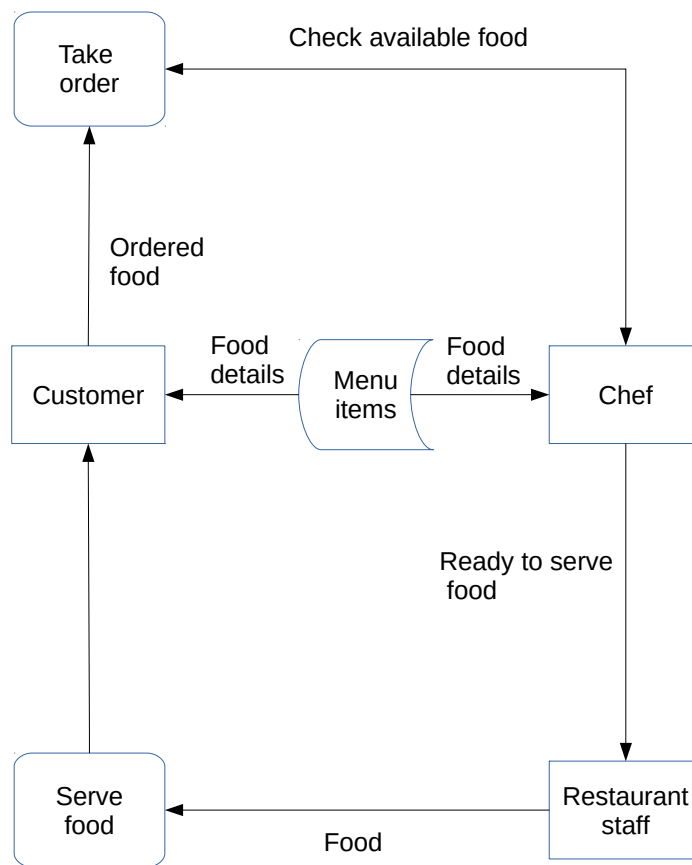 Take
order
Check available food
Ordered
food
Food
details
Food
details
Customer
Menu
items
Chef
Ready to serve
food
Serve
food
Food
Restaurant
staff